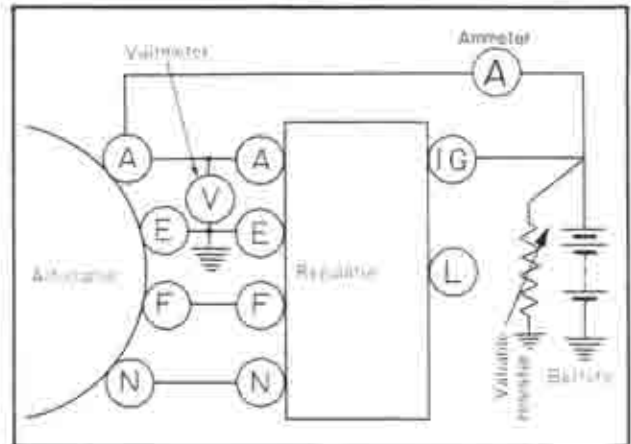 Ammeter
Voltmeter
A
A
A
IG
V
E
E
Alternator
Regulator
L
F
F
N
N
Variable
resistor
Battery